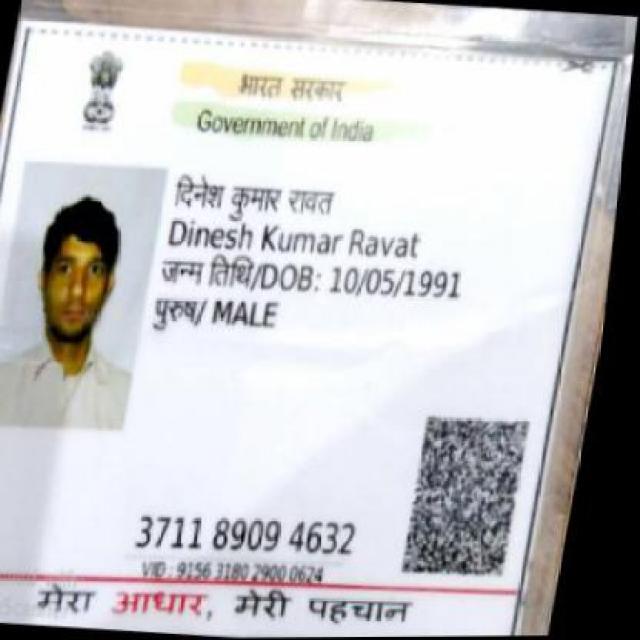 भारत सरकार
Government of India
दिनेश कुमार रावत
Dinesh Kumar Ravat
जन्म तिथि/DOB: 10/05/1991
पुरुष/ MALE
3711 8909 4632
VID : 9156 3180 2900 0624
मेरा आधार, मेरी पहचान